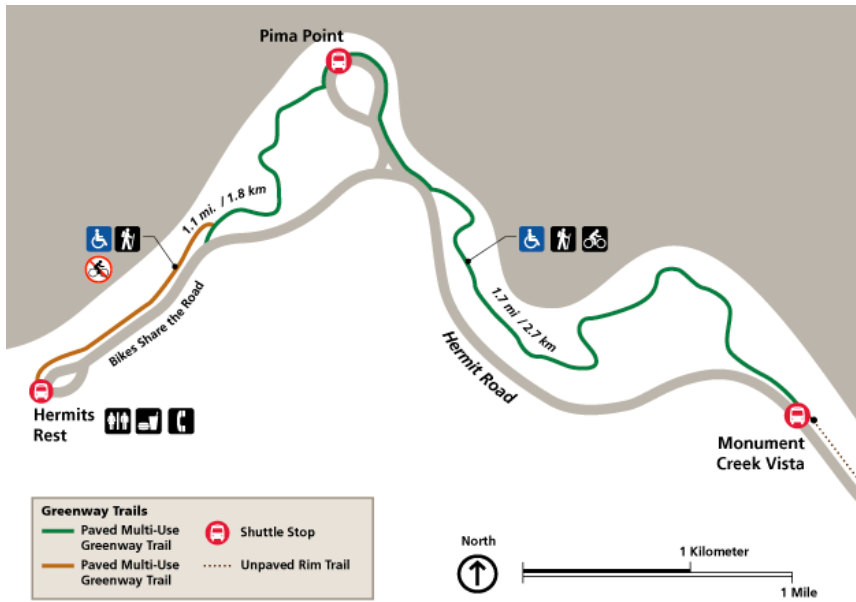 Pima Point
1.1 mi. / 1.8 km
Bikes Share the Road
1.7 mi / 2.7 km
Hermit Road
Hermits
Rest
Monument
Creek Vista
Greenway Trails
Paved Multi-Use
Greenway Trail
Shuttle Stop
Paved Multi-Use
Greenway Trail
Unpaved Rim Trail
North
1 Kilometer
1 Mile